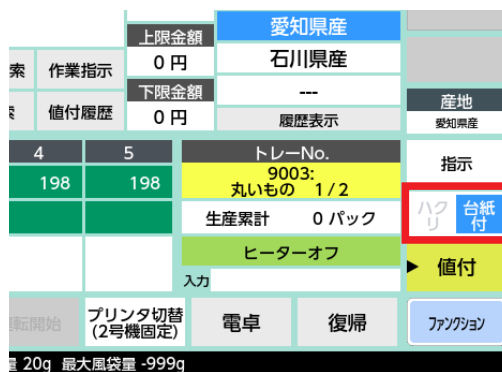 上限金額
0 円
下限金額
0 円
愛知県産
石川県産
---
履歴表示
索
作業指示
値付履歴
産地
愛知県産
指示
4
5
198
198
トレーNo.
9003:
丸いもの 1/2
生産累計 0 パック
ヒーターオフ
入力
ハク
リ
台紙
付
▶ 値付
運転開始
プリンタ切替
(2号機固定)
電卓
復帰
ファンクション
量 20g 最大風袋量 -999g